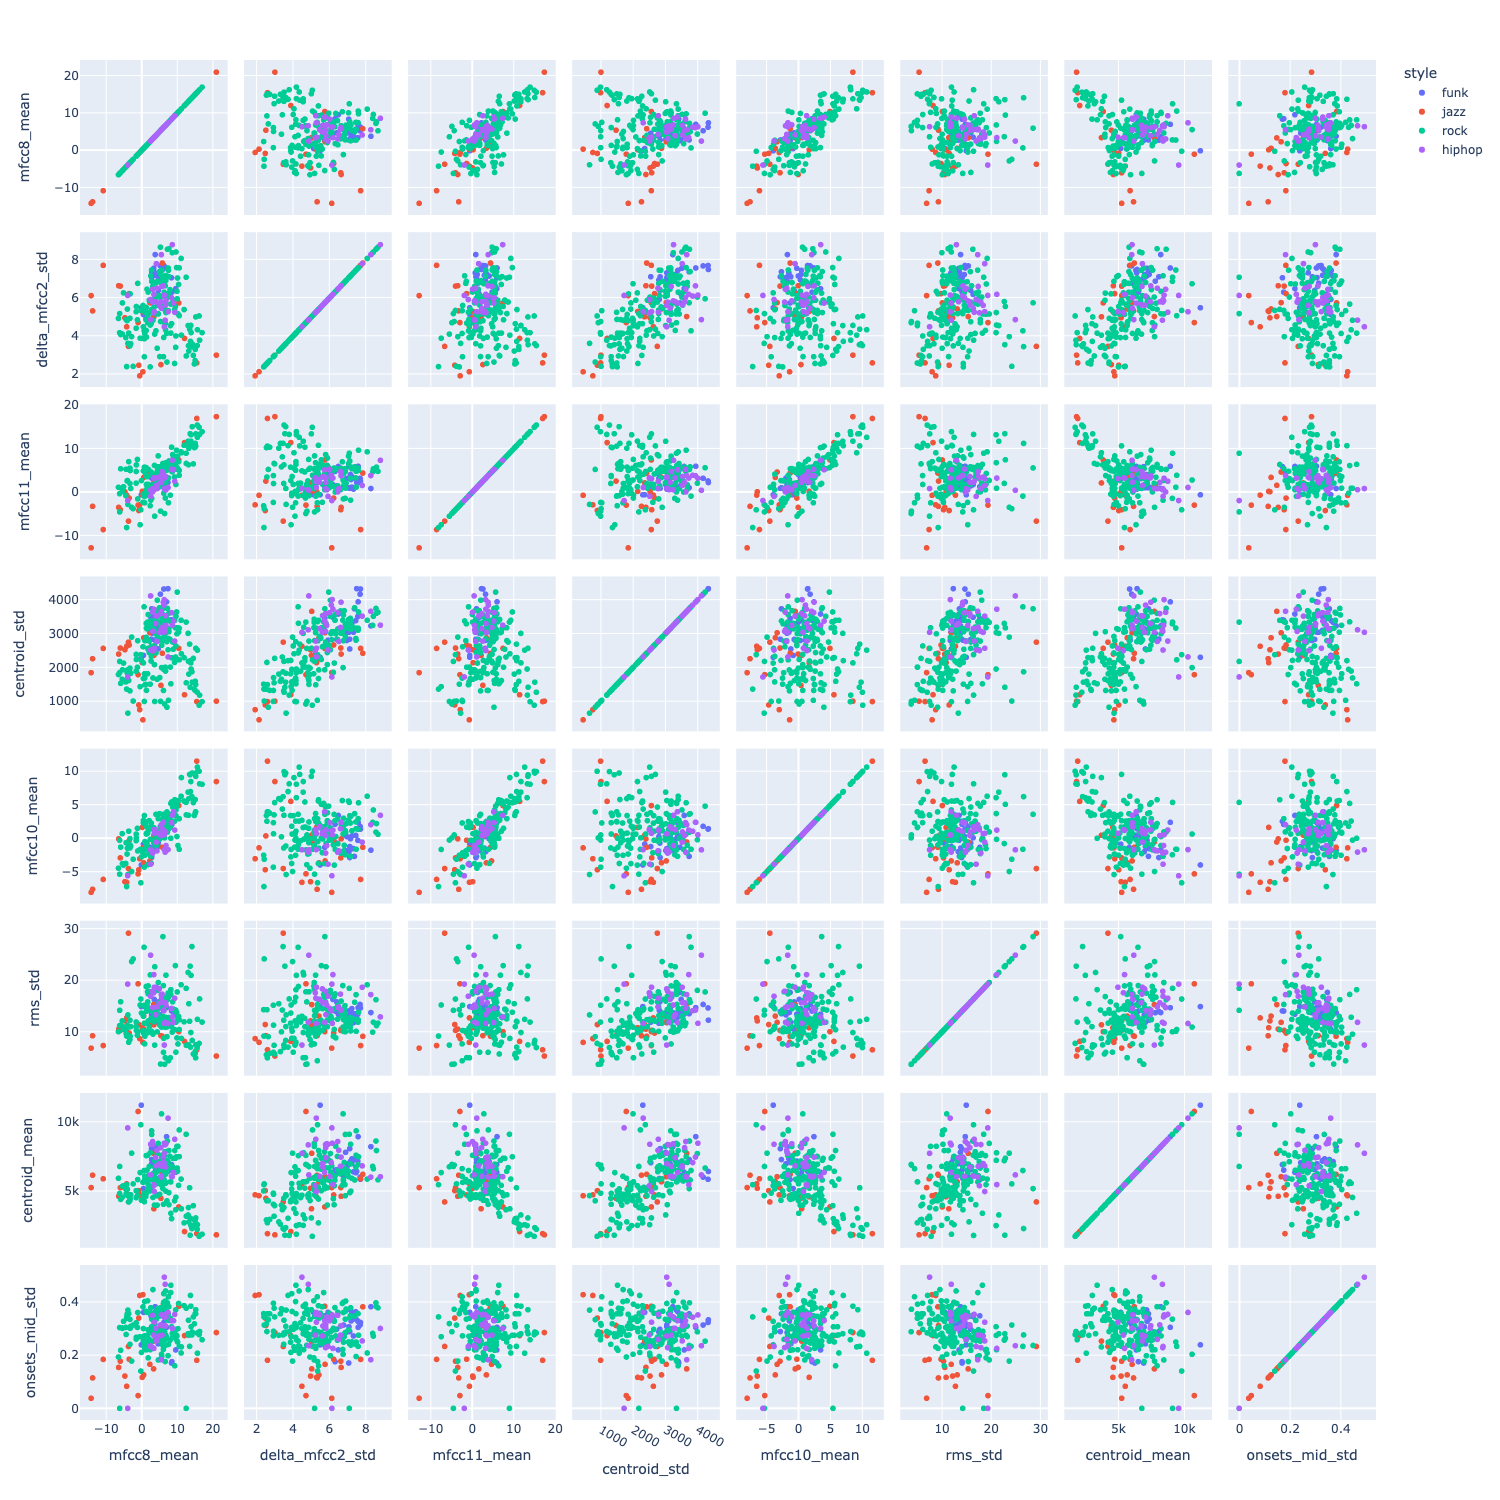 style
funk
jazz
rock
hiphop
20
10
0
−10
mfcc8_mean
8
6
4
2
delta_mfcc2_std
20
10
0
−10
mfcc11_mean
4000
3000
2000
1000
centroid_std
10
5
0
−5
mfcc10_mean
30
20
10
rms_std
10k
5k
centroid_mean
0.4
0.2
0
onsets_mid_std
−10 0 10 20
2 4 6 8
−10 0 10
1000 2000 3000 4000
−5 0 5 10
10 20 30
5k 10k
0 0.2 0.4
mfcc8_mean
delta_mfcc2_std
mfcc11_mean
centroid_std
mfcc10_mean
rms_std
centroid_mean
onsets_mid_std